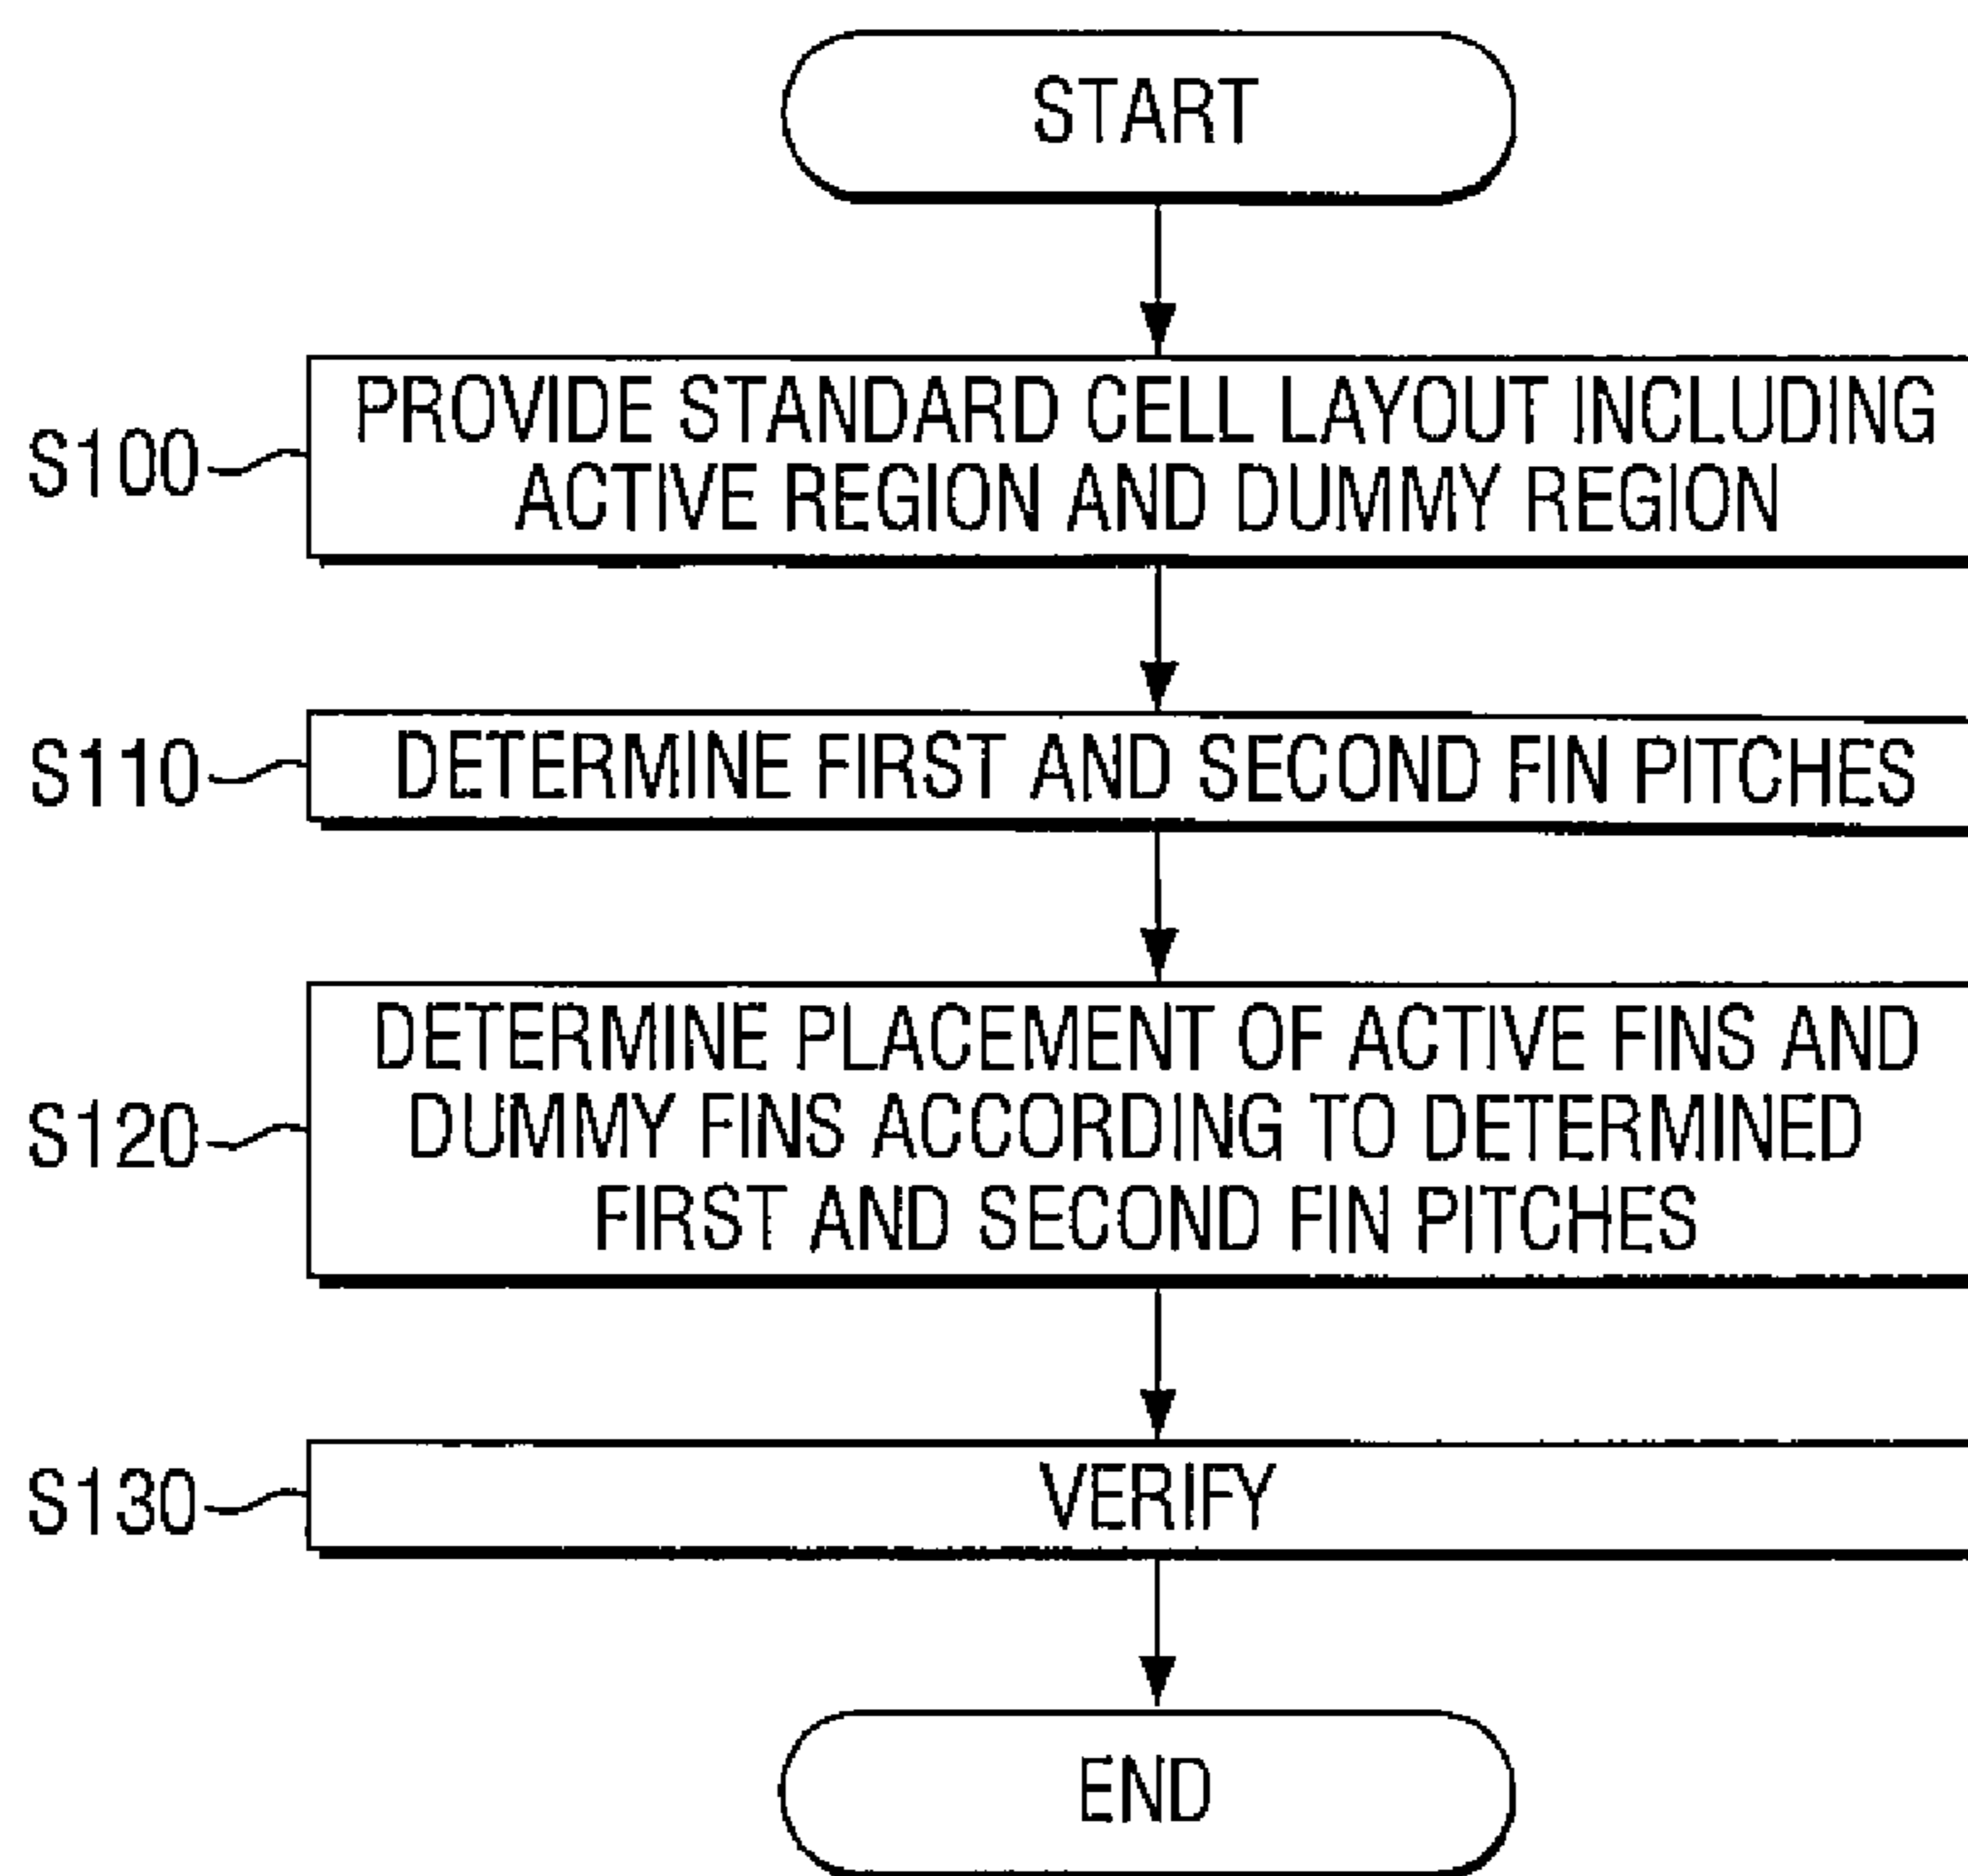 START
S100
PROVIDE STANDARD CELL LAYOUT INCLUDING
ACTIVE REGION AND DUMMY REGION
S110
DETERMINE FIRST AND SECOND FIN PITCHES
S120
DETERMINE PLACEMENT OF ACTIVE FINS AND
DUMMY FINS ACCORDING TO DETERMINED
FIRST AND SECOND FIN PITCHES
S130
VERIFY
END